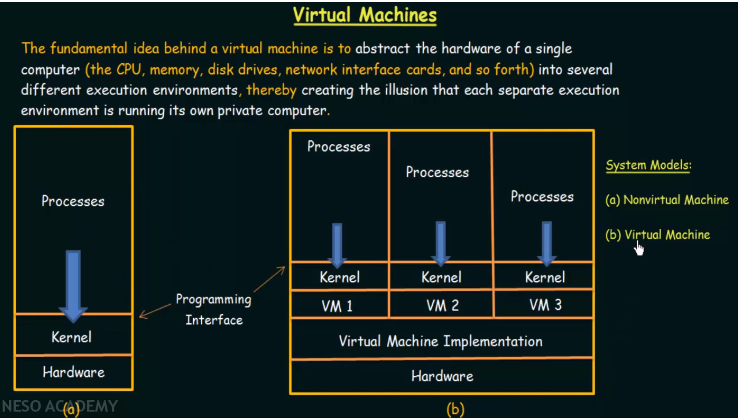 Virtual Machines
The fundamental idea behind a virtual machine is to abstract the hardware of a single
computer (the CPU, memory, disk drives, network interface cards, and so forth) into several
different execution environments, thereby creating the illusion that each separate execution
environment is running its own private computer.
Processes
Kernel
Hardware
(a)
Programming
Interface
Processes
Processes
Processes
Kernel
Kernel
Kernel
VM 1
VM 2
VM 3
Virtual Machine Implementation
Hardware
(b)
System Models:
(a) Nonvirtual Machine
(b) Virtual Machine
NESO ACADEMY